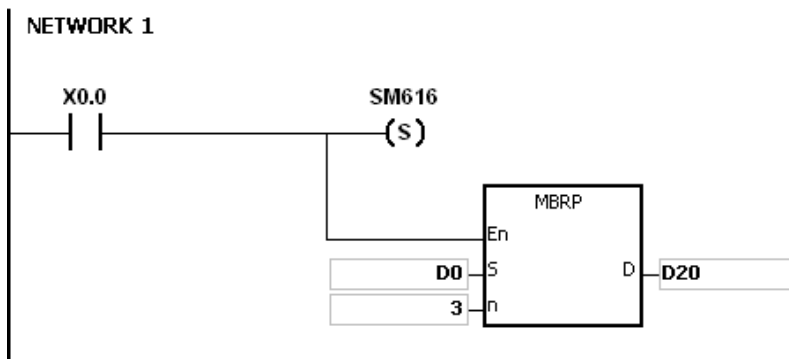 NETWORK 1
X0.0 SM616
(S)
MBRP
En
D0 S D D20
3 n